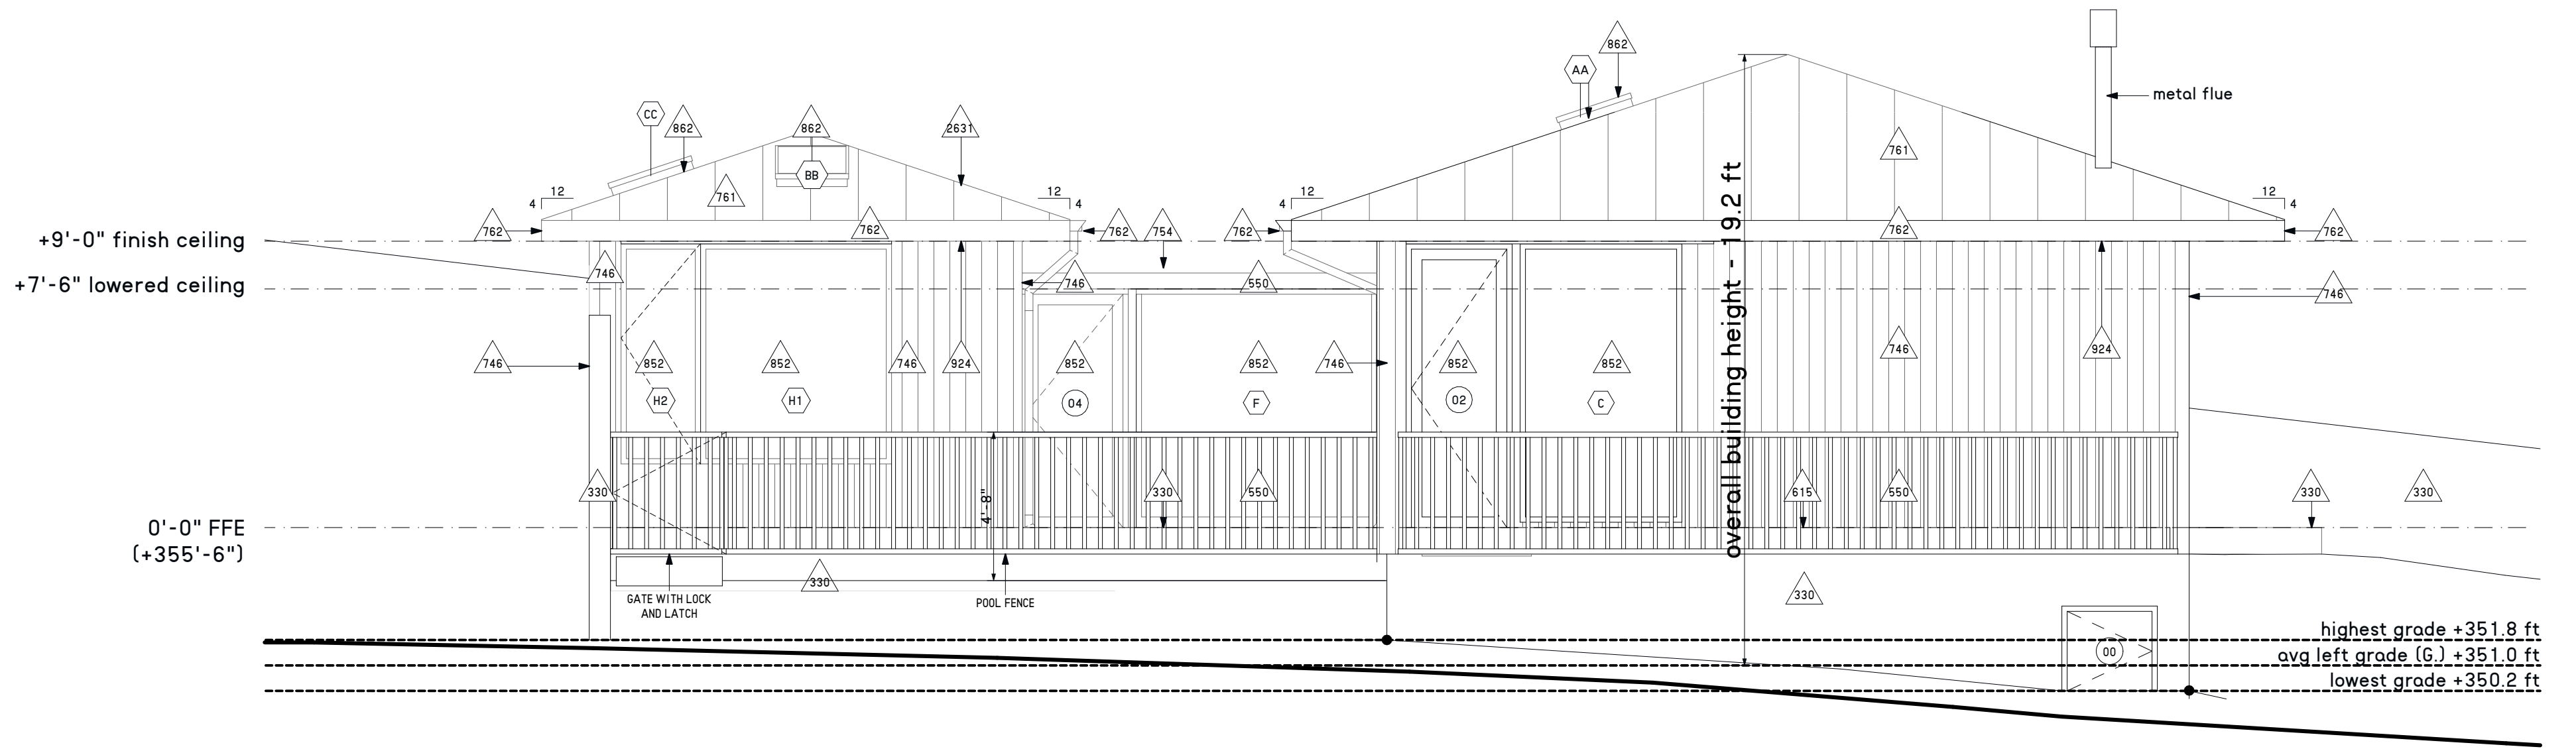 862
AA
metal flue
CC
862
862
2631
761
BB
761
12
4
12
4
12
4
12
4
762
762
762
754
762
762
762
+9'-0" finish ceiling
746
746
550
+7'-6" lowered ceiling
746
overall building height - 19.2 ft
746
852
852
746
924
852
852
746
852
852
746
924
H2
H1
04
F
02
C
330
4'-8"
330
550
615
550
330
330
0'-0" FFE
(+355'-6")
330
330
GATE WITH LOCK
AND LATCH
POOL FENCE
highest grade +351.8 ft
00
avg left grade (G.) +351.0 ft
lowest grade +350.2 ft